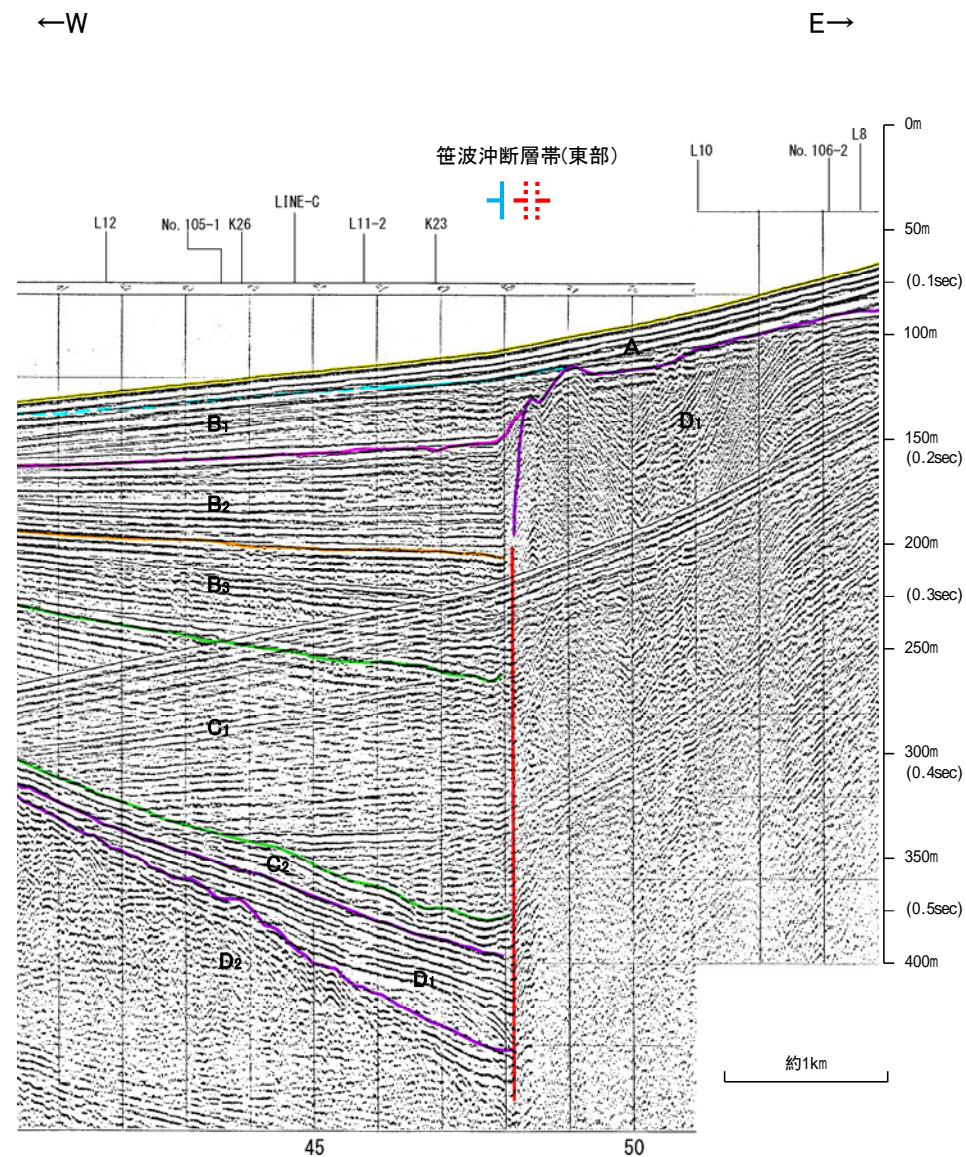 ←W
E→
0m
笹波沖断層帯(東部)
L10
No. 106-2
L8
50m
LINE-C
L12
No. 105-1
K26
L11-2
K23
(0.1sec)
100m
A
B1
D1
150m
(0.2sec)
B2
200m
B3
(0.3sec)
250m
C1
300m
(0.4sec)
350m
C2
(0.5sec)
D2
D1
400m
約1km
45
50